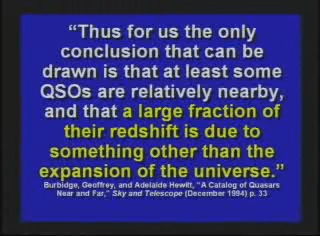 “Thus for us the only
conclusion that can be
drawn is that at least some
QSOs are relatively nearby,
and that a large fraction of
their redshift is due to
something other than the
expansion of the universe.”
Burbidge, Geoffrey, and Adelaide Hewitt, “A Catalog of Quasars
Near and Far,” Sky and Telescope (December 1994) p. 33